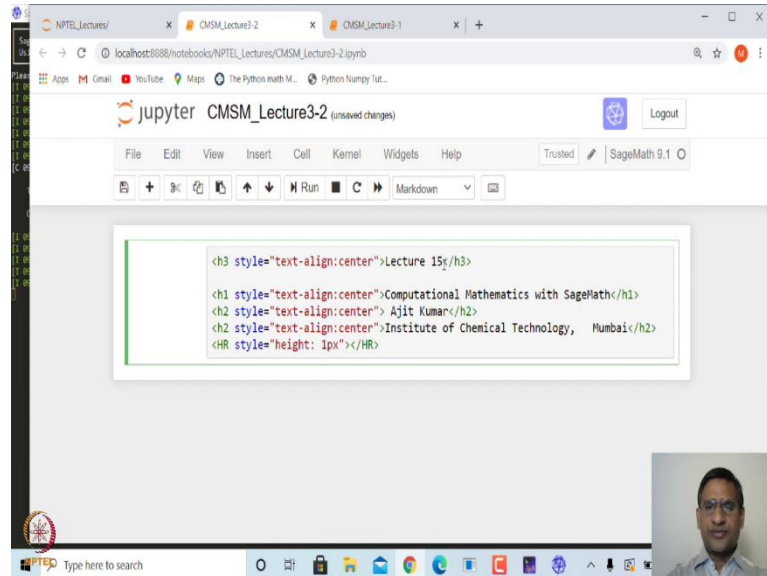 NPTEL_Lectures/ CMSM_Lecture3-2 CMSM_Lecture3-1
localhost:8888/notebooks/NPTEL_Lectures/CMSM_Lecture3-2.ipynb M
Apps Gmail YouTube Maps The Python math M... Python Numpy Tut...
jupyter CMSM_Lecture3-2 (unsaved changes) Logout
File Edit View Insert Cell Kernel Widgets Help Trusted SageMath 9.1
Run Markdown
<h3 style="text-align:center">Lecture 15</h3>
<h1 style="text-align:center">Computational Mathematics with SageMath</h1>
<h2 style="text-align:center"> Ajit Kumar</h2>
<h2 style="text-align:center">Institute of Chemical Technology, Mumbai</h2>
<HR style="height: 1px"></HR>
NPTEL Type here to search